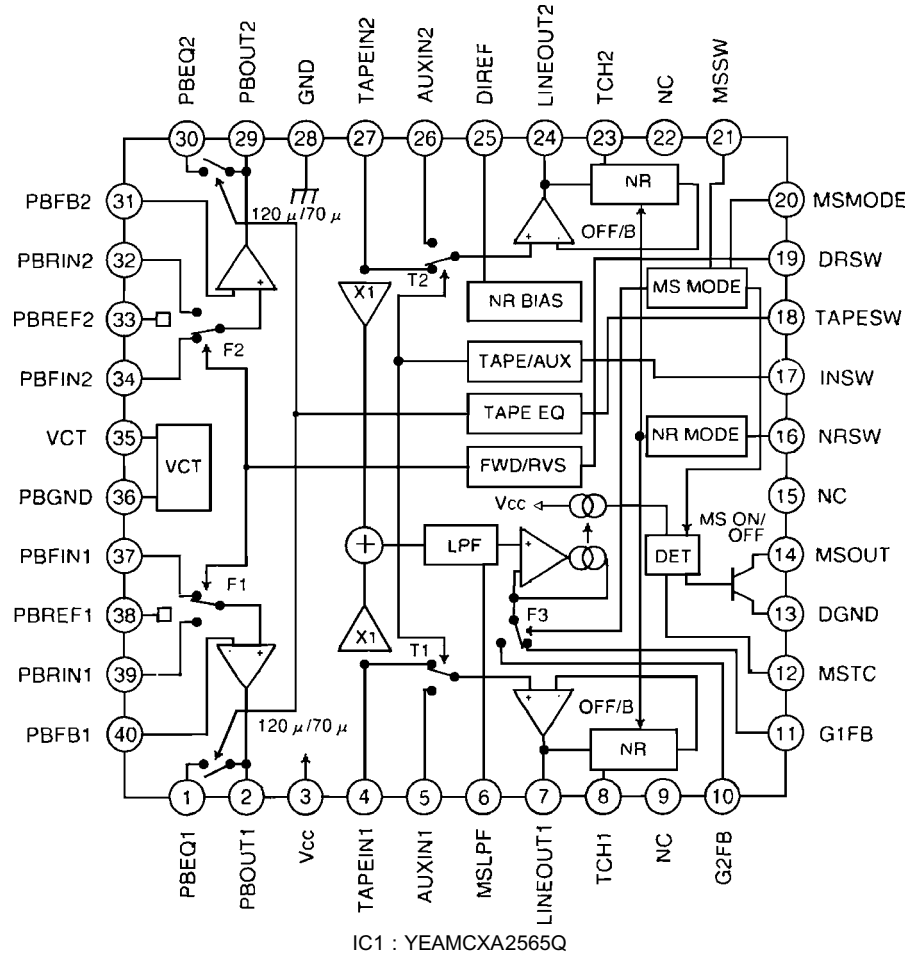 PBEQ2
PBOUT2
GND
TAPEIN2
AUXIN2
DIREF
LINEOUT2
TCH2
NC
MSSW
30
29
28
27
26
25
24
23
22
21
PBFB2
31
120 μ/70 μ
NR
OFF/B
20
MSMODE
PBRIN2
32
19
DRSW
T2
X1
NR BIAS
MS MODE
PBREF2
33
18
TAPESW
F2
PBFIN2
34
TAPE/AUX
17
INSW
TAPE EQ
VCT
35
VCT
NR MODE
16
NRSW
FWD/RVS
PBGND
36
Vcc
15
NC
MS ON/
OFF
PBFIN1
37
LPF
DET
14
MSOUT
F1
PBREF1
38
F3
13
DGND
X1
T1
PBRIN1
39
12
MSTC
PBFB1
40
120 μ/70 μ
OFF/B
NR
11
G1FB
1
2
3
4
5
6
7
8
9
10
PBEQ1
PBOUT1
Vcc
TAPEIN1
AUXIN1
MSLPF
LINEOUT1
TCH1
NC
G2FB
IC1 : YEAMCXA2565Q